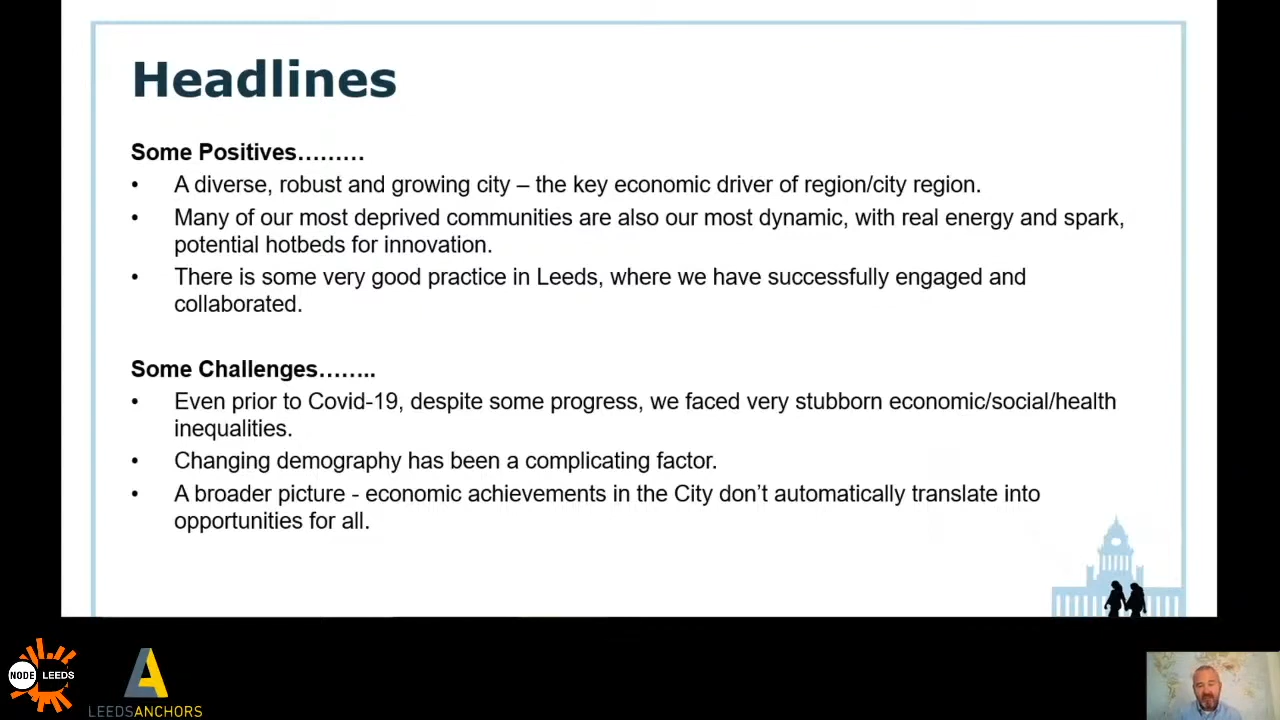 Headlines
Some Positives………
• A diverse, robust and growing city – the key economic driver of region/city region.
• Many of our most deprived communities are also our most dynamic, with real energy and spark,
potential hotbeds for innovation.
• There is some very good practice in Leeds, where we have successfully engaged and
collaborated.
Some Challenges……..
• Even prior to Covid-19, despite some progress, we faced very stubborn economic/social/health
inequalities.
• Changing demography has been a complicating factor.
• A broader picture - economic achievements in the City don’t automatically translate into
opportunities for all.
NODE LEEDS
LEEDSANCHORS